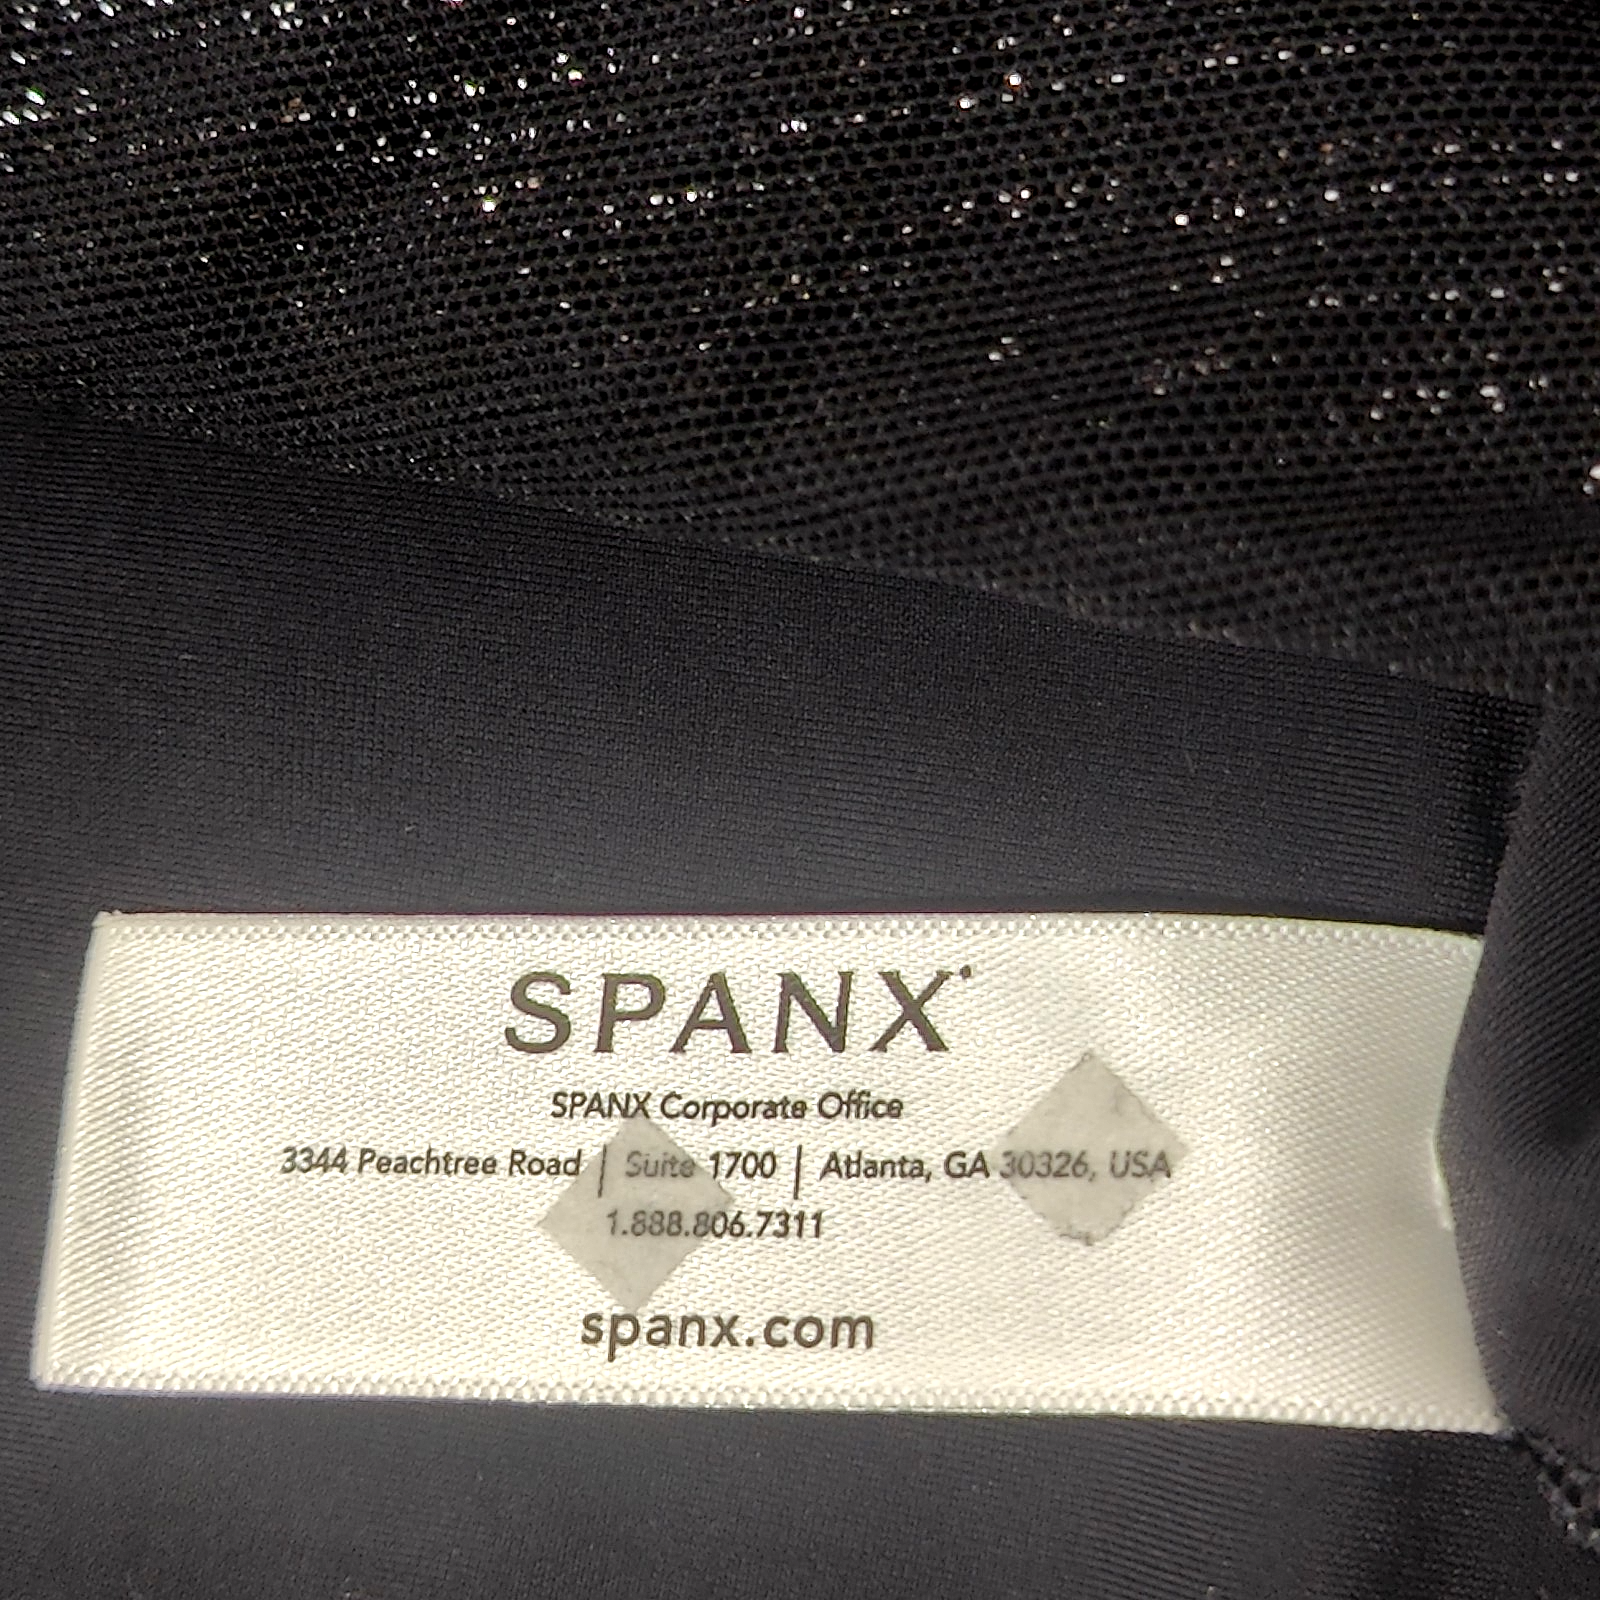 SPANX
SPANX Corporate Office
3344 Peachtree Road | Suite 1700 | Atlanta, GA 30326, USA
1.888.806.7311
spanx.com